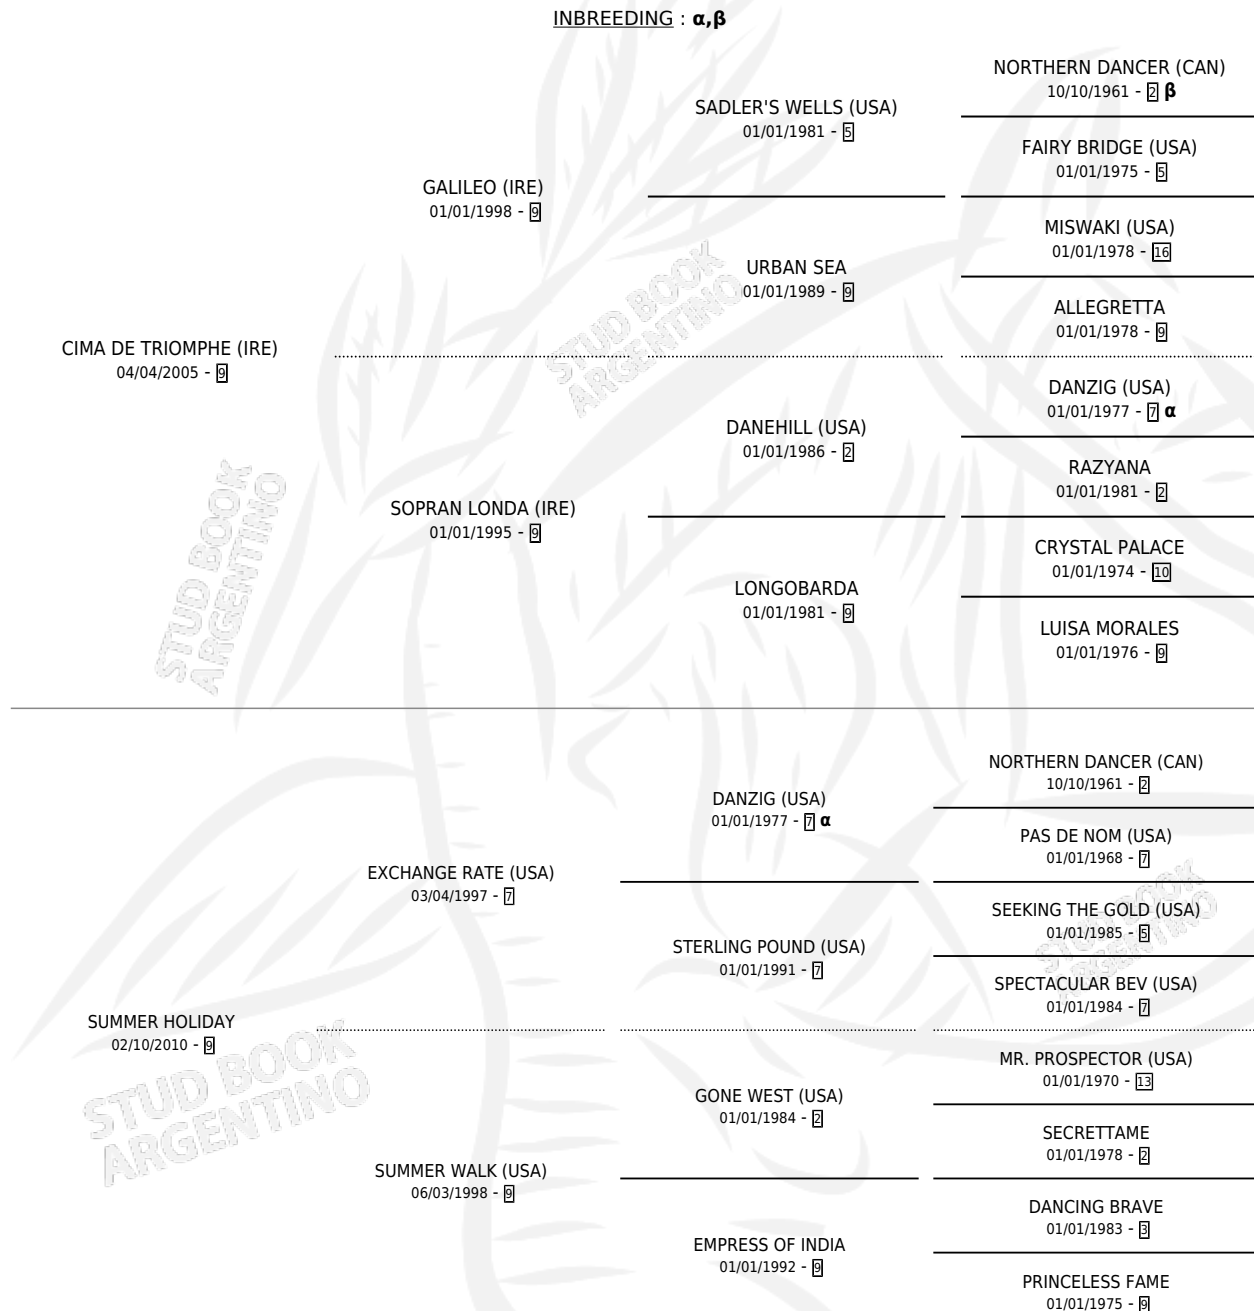 INBREEDING : α,β
NORTHERN DANCER (CAN)
10/10/1961 - 2 β
SADLER'S WELLS (USA)
01/01/1981 - 5
FAIRY BRIDGE (USA)
01/01/1975 - 5
GALILEO (IRE)
01/01/1998 - 9
MISWAKI (USA)
01/01/1978 - 16
URBAN SEA
01/01/1989 - 9
ALLEGRETTA
01/01/1978 - 9
CIMA DE TRIOMPHE (IRE)
04/04/2005 - 9
DANZIG (USA)
01/01/1977 - 7 α
DANEHILL (USA)
01/01/1986 - 2
RAZYANA
01/01/1981 - 2
SOPRAN LONDA (IRE)
01/01/1995 - 9
CRYSTAL PALACE
01/01/1974 - 10
LONGOBARDA
01/01/1981 - 9
LUISA MORALES
01/01/1976 - 9
NORTHERN DANCER (CAN)
10/10/1961 - 2
DANZIG (USA)
01/01/1977 - 7 α
PAS DE NOM (USA)
01/01/1968 - 7
EXCHANGE RATE (USA)
03/04/1997 - 7
SEEKING THE GOLD (USA)
01/01/1985 - 5
STERLING POUND (USA)
01/01/1991 - 7
SPECTACULAR BEV (USA)
01/01/1984 - 7
SUMMER HOLIDAY
02/10/2010 - 9
MR. PROSPECTOR (USA)
01/01/1970 - 13
GONE WEST (USA)
01/01/1984 - 2
SECRETTAME
01/01/1978 - 2
SUMMER WALK (USA)
06/03/1998 - 9
DANCING BRAVE
01/01/1983 - 3
EMPRESS OF INDIA
01/01/1992 - 9
PRINCELESS FAME
01/01/1975 - 9
STUD BOOK
ARGENTINO
STUD BOOK
ARGENTINO
STUD BOOK
ARGENTINO
STUD BOOK
ARGENTINO